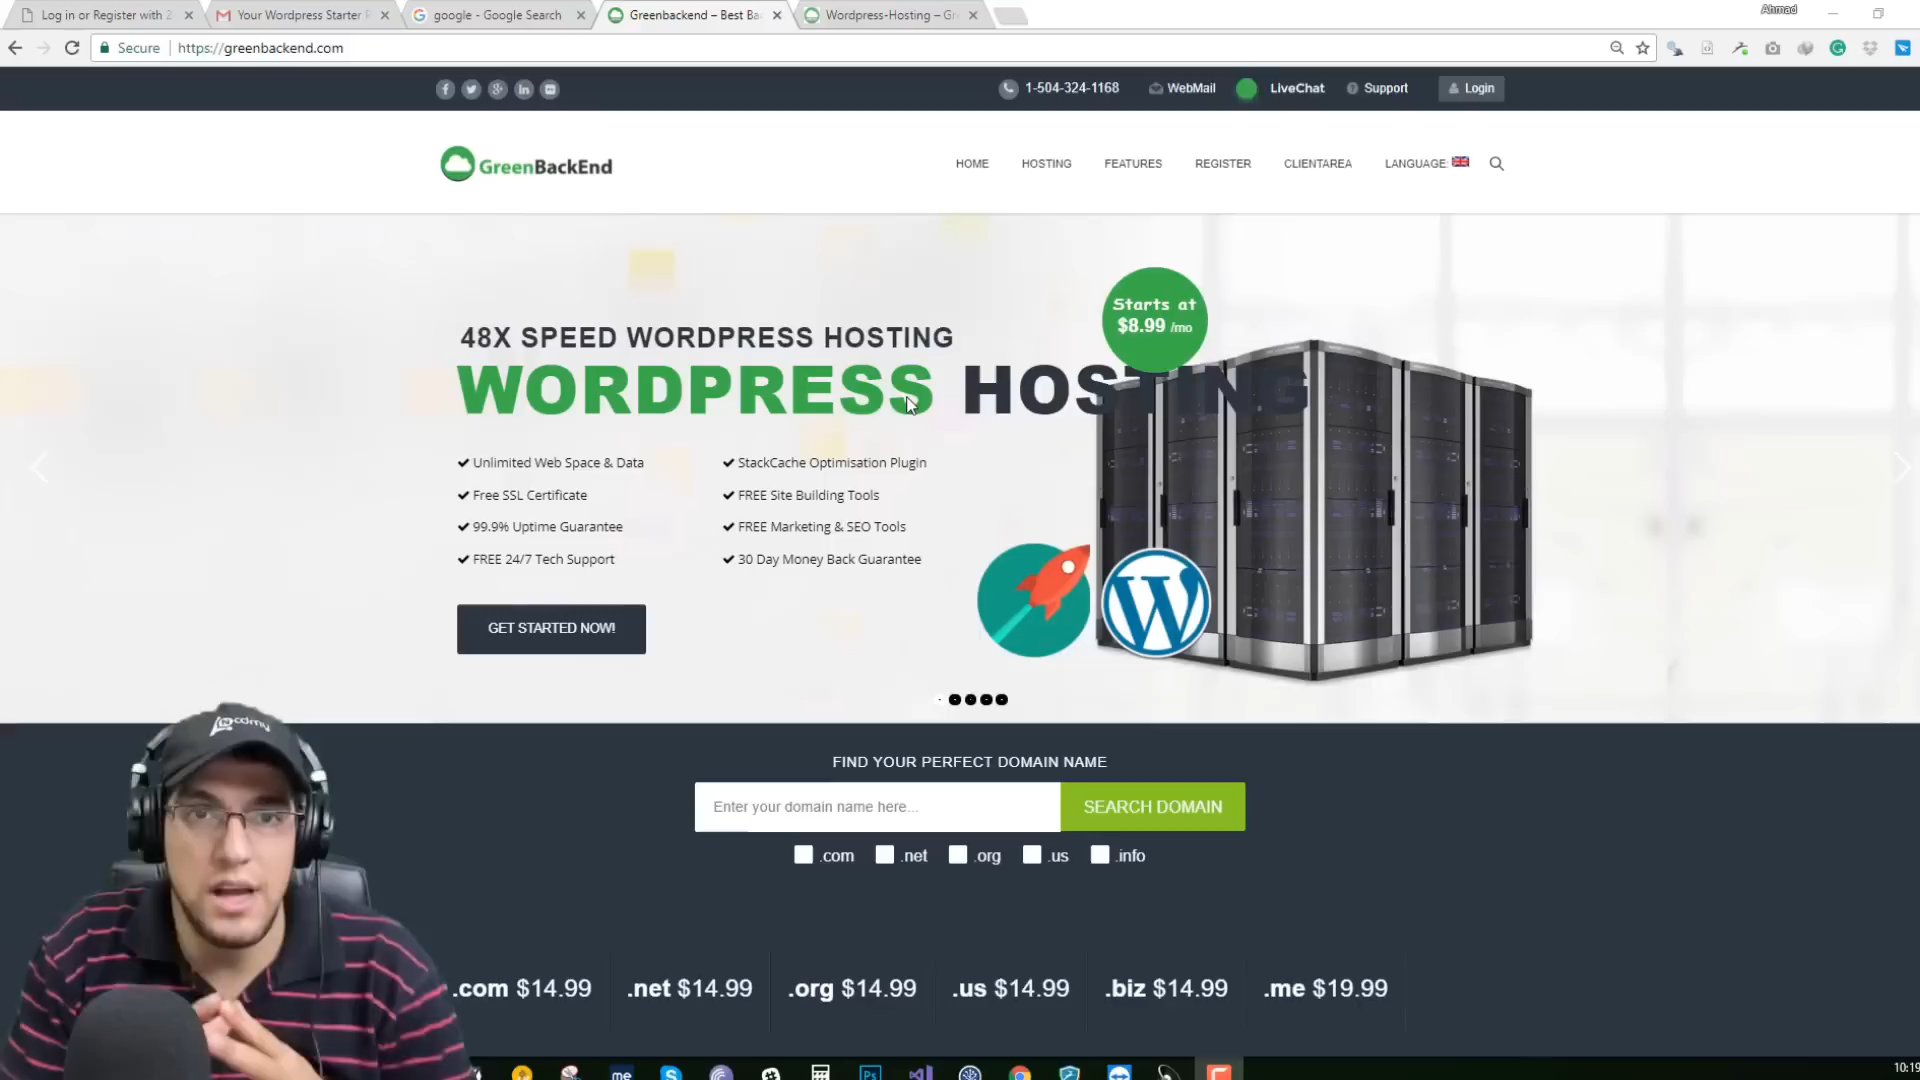 Log in or Register with 2
Your Wordpress Starter P
google - Google Search
Greenbackend – Best Ba
Wordpress-Hosting – Gr
Ahmad
Secure
https://greenbackend.com
1-504-324-1168
WebMail
LiveChat
Support
Login
GreenBackEnd
HOME
HOSTING
FEATURES
REGISTER
CLIENTAREA
LANGUAGE
Starts at
$8.99 /mo
48X SPEED WORDPRESS HOSTING
WORDPRESS HOSTING
Unlimited Web Space & Data
StackCache Optimisation Plugin
Free SSL Certificate
FREE Site Building Tools
99.9% Uptime Guarantee
FREE Marketing & SEO Tools
FREE 24/7 Tech Support
30 Day Money Back Guarantee
GET STARTED NOW!
FIND YOUR PERFECT DOMAIN NAME
Enter your domain name here...
SEARCH DOMAIN
.com
.net
.org
.us
.info
.com $14.99
.net $14.99
.org $14.99
.us $14.99
.biz $14.99
.me $19.99
me
Ps
10:19